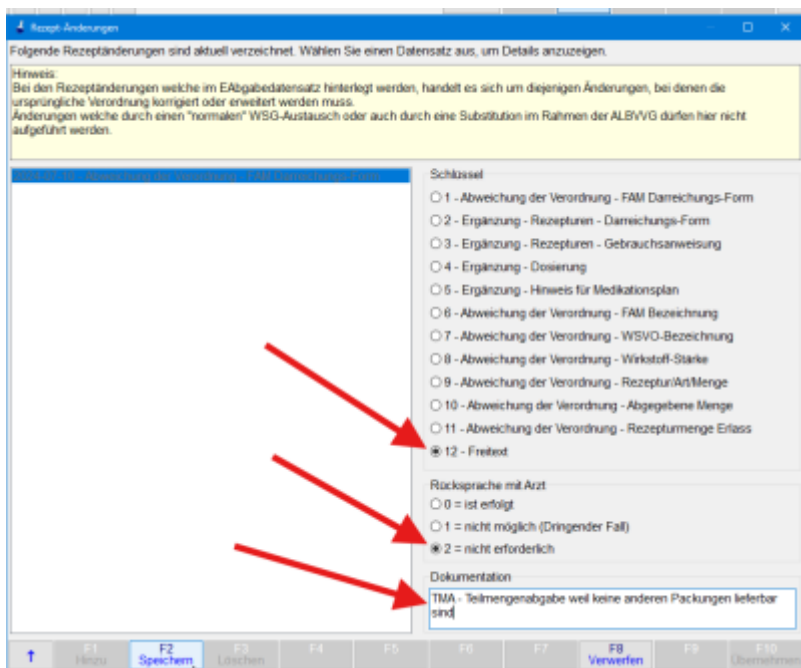 Rezept-Änderungen
Folgende Rezeptänderungen sind aktuell verzeichnet. Wählen Sie einen Datensatz aus, um Details anzuzeigen.
Hinweis:
Bei den Rezeptänderungen welche im EAbgabedatensatz hinterlegt werden, handelt es sich um diejenigen Änderungen, bei denen die
ursprüngliche Verordnung korrigiert oder erweitert werden muss.
Änderungen welche durch einen "normalen" WSG-Austausch oder auch durch eine Substitution im Rahmen der ALBVVG dürfen hier nicht
aufgeführt werden.
Abweichung der Verordnung - FAM Darreichungs-Form
Schlüssel
1 - Abweichung der Verordnung - FAM Darreichungs-Form
2 - Ergänzung - Rezepturen - Darreichungs-Form
3 - Ergänzung - Rezepturen - Gebrauchsanweisung
4 - Ergänzung - Dosierung
5 - Ergänzung - Hinweis für Medikationsplan
6 - Abweichung der Verordnung - FAM Bezeichnung
7 - Abweichung der Verordnung - WSVO-Bezeichnung
8 - Abweichung der Verordnung - Wirkstoff-Stärke
9 - Abweichung der Verordnung - Rezeptur/Art/Menge
10 - Abweichung der Verordnung - Abgegebene Menge
11 - Abweichung der Verordnung - Rezepturmenge Erlass
12 - Freitext
Rücksprache mit Arzt
0 = ist erfolgt
1 = nicht möglich (Dringender Fall)
2 = nicht erforderlich
Dokumentation
TMA - Teilmengenabgabe weil keine anderen Packungen lieferbar
sind
F1 F2 F3 F4 F5 F6 F7 F8 F9 F10
Hinzu Speichern Löschen Verwerfen Übernehmen